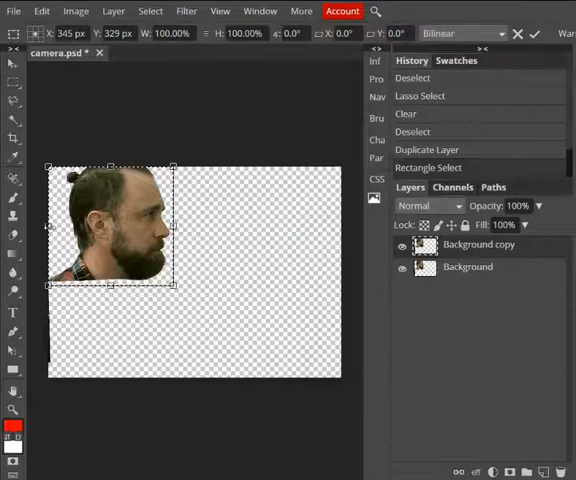 File Edit Image Layer Select Filter View Window More Account
X: 345 px Y: 329 px W: 100.00% H: 100.00% : 0.0° X: 0.0° Y: 0.0° Bilinear Warp
camera.psd * 
Inf
Pro
Nav
Bru
Cha
Par
CSS
History Swatches
Deselect
Lasso Select
Clear
Deselect
Duplicate Layer
Rectangle Select
Layers Channels Paths
Normal Opacity: 100%
Lock: Fill: 100%
Background copy
Background
eff
T
D